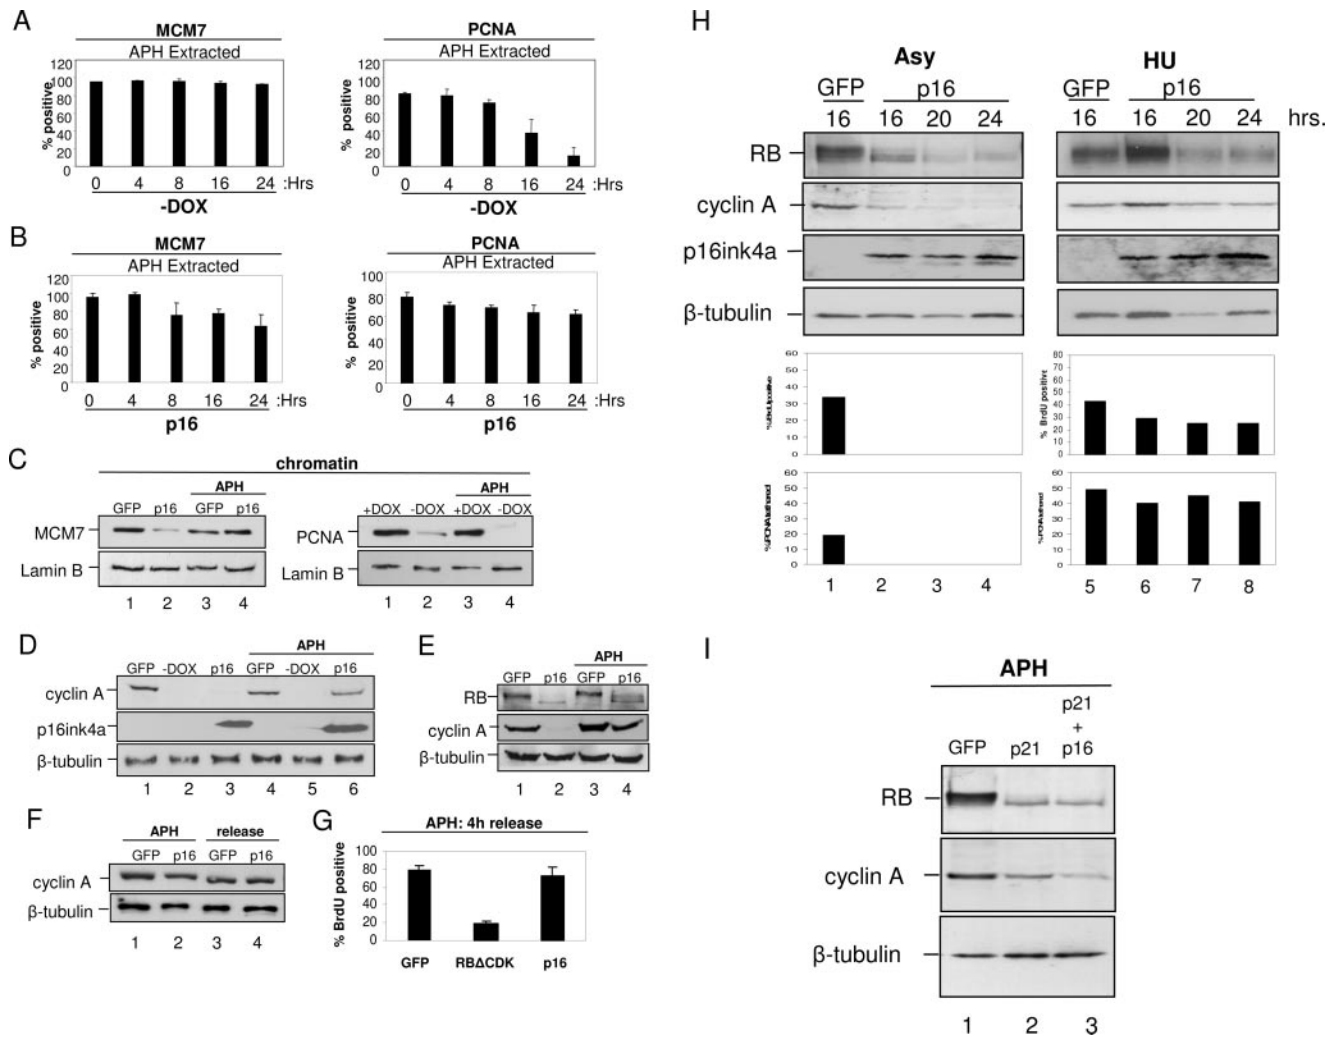 A
MCM7
APH Extracted
% positive
120
100
80
60
40
20
0
0 4 8 16 24 :Hrs
-DOX
PCNA
APH Extracted
% positive
120
100
80
60
40
20
0
0 4 8 16 24 :Hrs
-DOX
B
MCM7
APH Extracted
% positive
120
100
80
60
40
20
0
0 4 8 16 24 :Hrs
p16
PCNA
APH Extracted
% positive
100
80
60
40
20
0
0 4 8 16 24 :Hrs
p16
C
chromatin
APH
GFP p16 GFP p16
MCM7
Lamin B
1 2 3 4
APH
+DOX -DOX +DOX -DOX
PCNA
Lamin B
1 2 3 4
D
APH
GFP -DOX p16 GFP -DOX p16
cyclin A
p16ink4a
β-tubulin
1 2 3 4 5 6
E
APH
GFP p16 GFP p16
RB
cyclin A
β-tubulin
1 2 3 4
F
APH release
GFP p16 GFP p16
cyclin A
β-tubulin
1 2 3 4
G
APH: 4h release
% BrdU positive
100
80
60
40
20
0
GFP RBΔCDK p16
H
Asy HU
GFP p16 GFP p16
16 16 20 24 16 16 20 24 hrs.
RB
cyclin A
p16ink4a
β-tubulin
% BrdU positive
60
50
40
30
20
10
0
% BrdU positive
80
70
60
50
40
30
20
10
0
% PCNA tethered
60
50
40
30
20
10
0
% PCNA tethered
60
50
40
30
20
10
0
1 2 3 4 5 6 7 8
I
APH
p21
+
GFP p21 p16
RB
cyclin A
β-tubulin
1 2 3